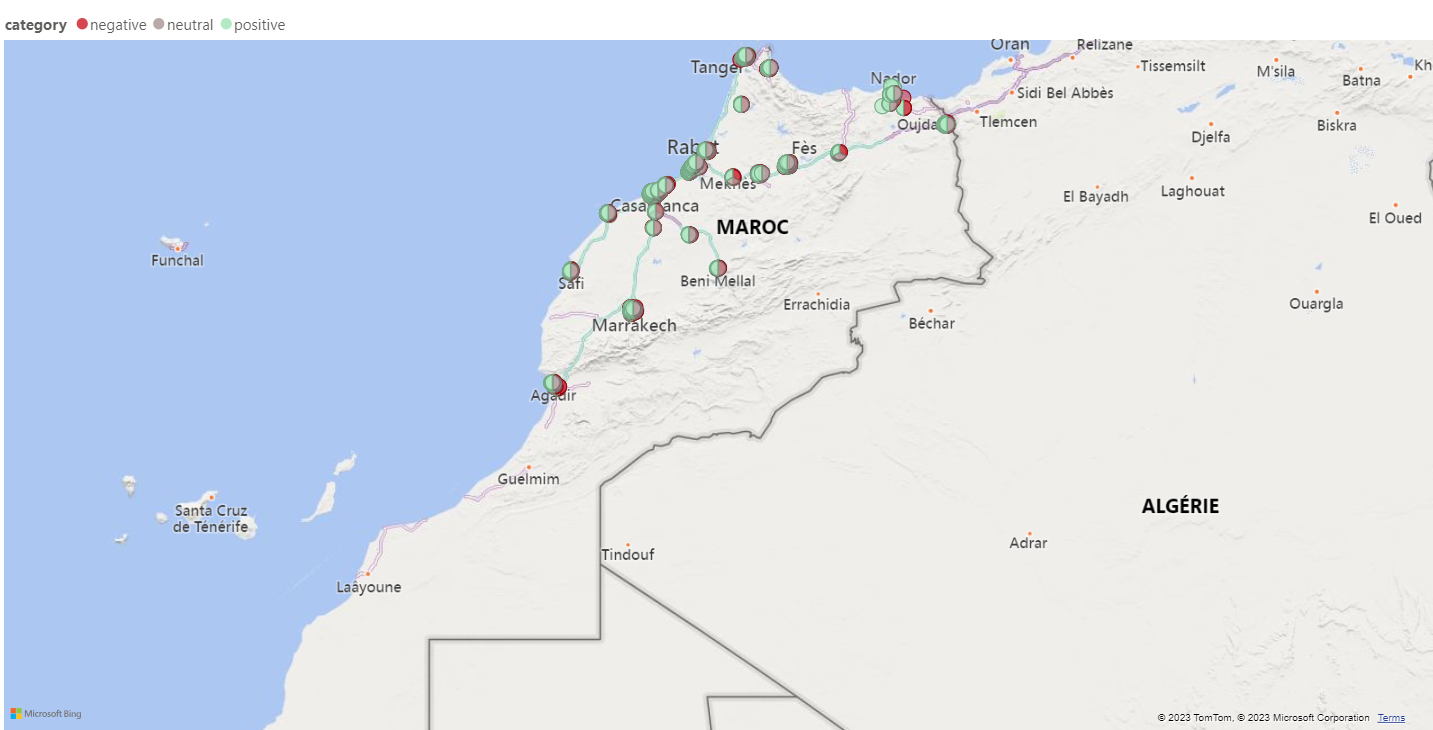 category negative neutral positive
Oran
Relizane
Tanger
Nador
Tissemsilt
M'sila
Batna
Kh
Sidi Bel Abbès
Oujda
Tlemcen
Djelfa
Biskra
Rabat
Fès
Meknès
El Bayadh
Laghouat
El Oued
Casablanca
MAROC
Funchal
Safi
Beni Mellal
Errachidia
Ouargla
Marrakech
Béchar
Agadir
Guelmim
Santa Cruz
de Ténérife
ALGÉRIE
Tindouf
Adrar
Laâyoune
Microsoft Bing
© 2023 TomTom, © 2023 Microsoft Corporation Terms